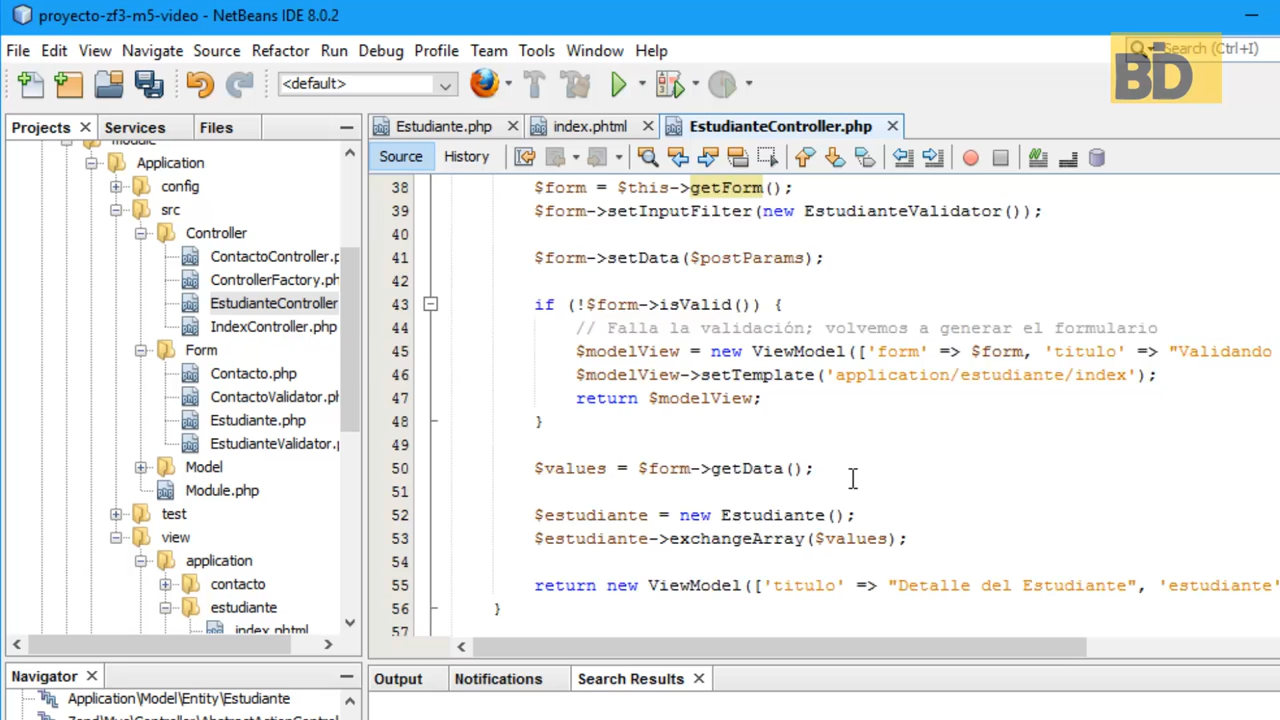 proyecto-zf3-m5-video - NetBeans IDE 8.0.2
File Edit View Navigate Source Refactor Run Debug Profile Team Tools Window Help
Search (Ctrl+I)
BD
<default>
Projects Services Files
Estudiante.php index.phtml EstudianteController.php
Source History
module
Application
config
src
Controller
ContactoController.p
ControllerFactory.ph
EstudianteController
IndexController.php
Form
Contacto.php
ContactoValidator.ph
Estudiante.php
EstudianteValidator.p
Model
Module.php
test
view
application
contacto
estudiante
index.phtml
38 $form = $this->getForm();
39 $form->setInputFilter(new EstudianteValidator());
40
41 $form->setData($postParams);
42
43 if (!$form->isValid()) {
44 // Falla la validación; volvemos a generar el formulario
45 $modelView = new ViewModel(['form' => $form, 'titulo' => "Validando
46 $modelView->setTemplate('application/estudiante/index');
47 return $modelView;
48 }
49
50 $values = $form->getData();
51
52 $estudiante = new Estudiante();
53 $estudiante->exchangeArray($values);
54
55 return new ViewModel(['titulo' => "Detalle del Estudiante", 'estudiante'
56 }
57
Navigator
Application\Model\Entity\Estudiante
Zend\Mvc\Controller\AbstractActionControl
Output Notifications Search Results